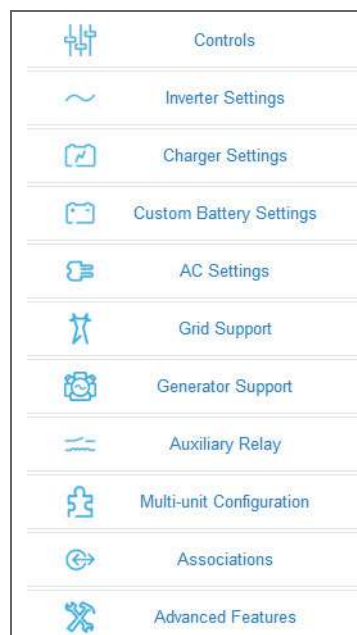 Controls
Inverter Settings
Charger Settings
Custom Battery Settings
AC Settings
Grid Support
Generator Support
Auxiliary Relay
Multi-unit Configuration
Associations
Advanced Features